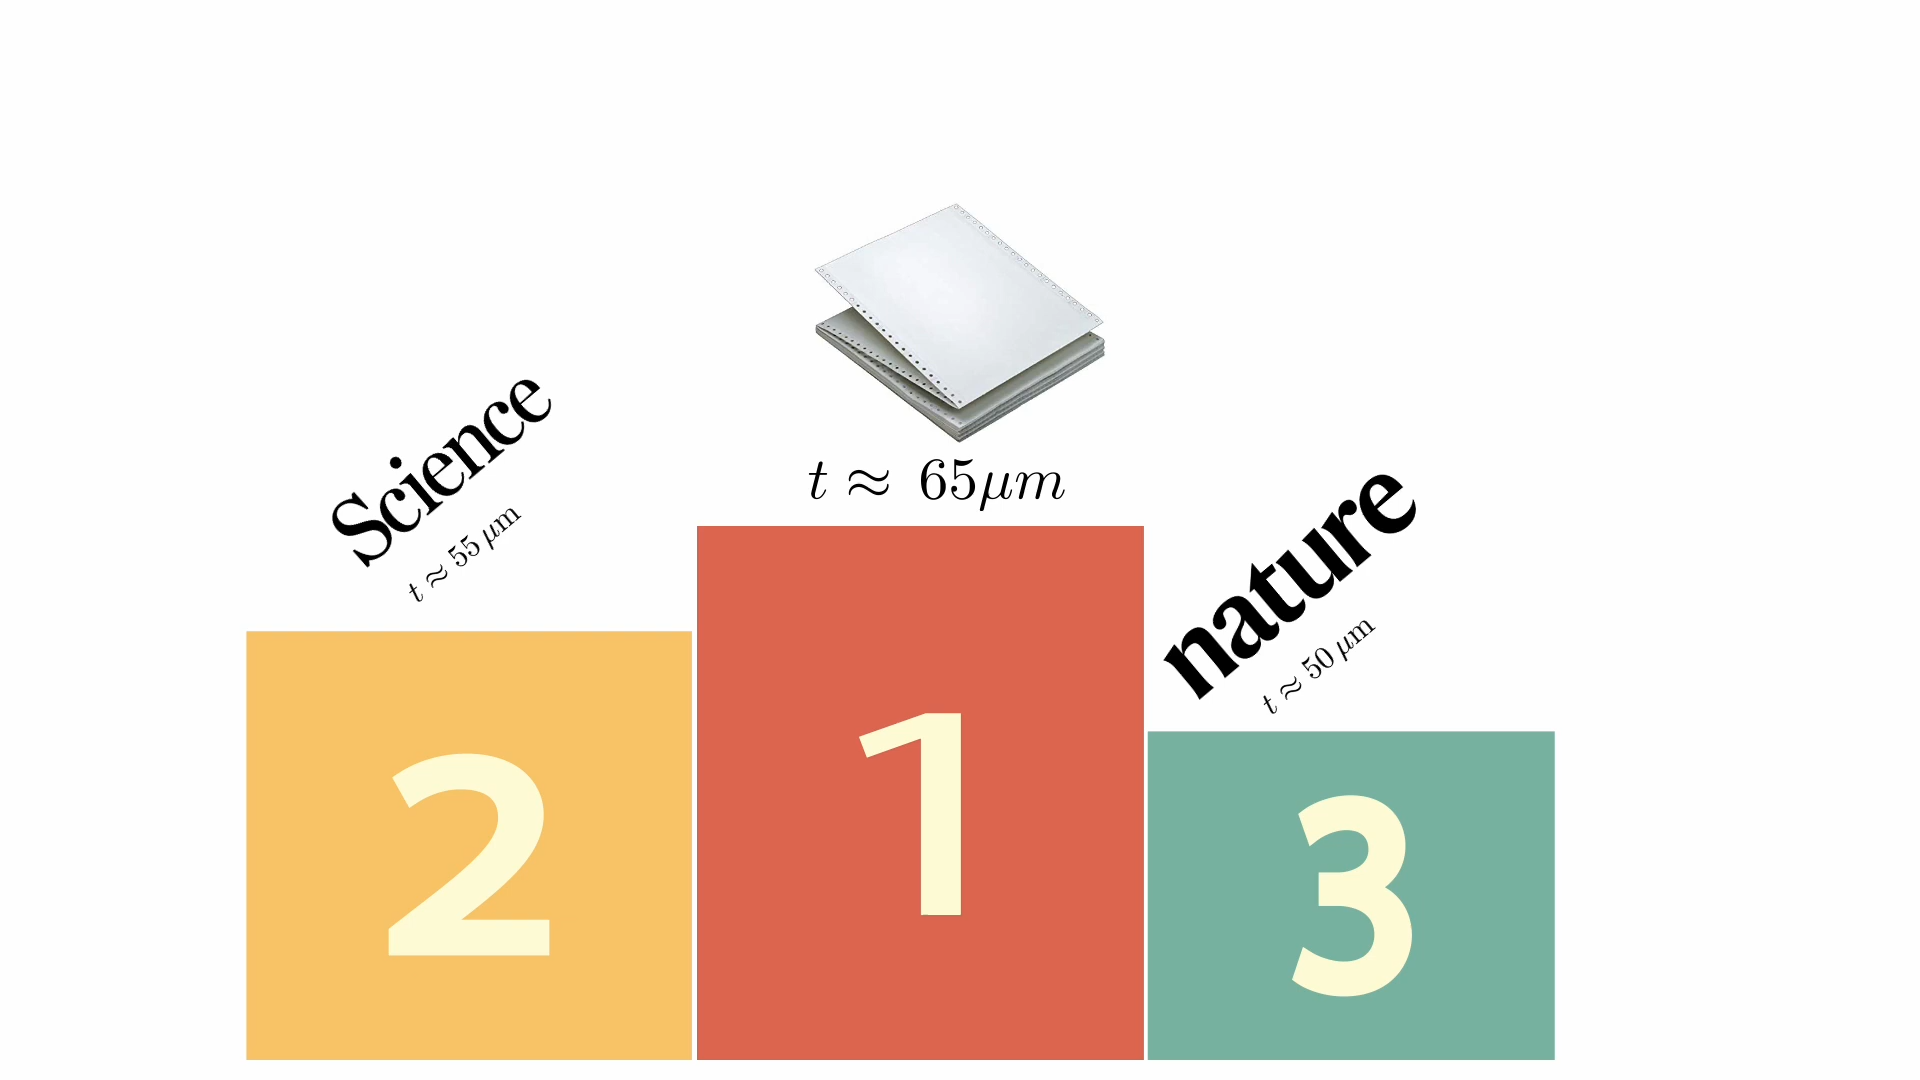 Science
t ≈ 55 μm
t ≈ 65μm
nature
t ≈ 50 μm
2
1
3